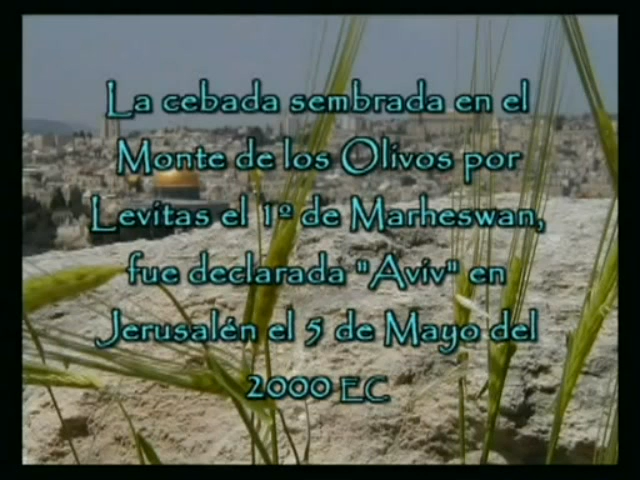 La cebada sembrada en el
Monte de los Olivos por
Levitas el 1º de Marheswan,
fue declarada "Aviv" en
Jerusalén el 5 de Mayo del
2000 E.C.